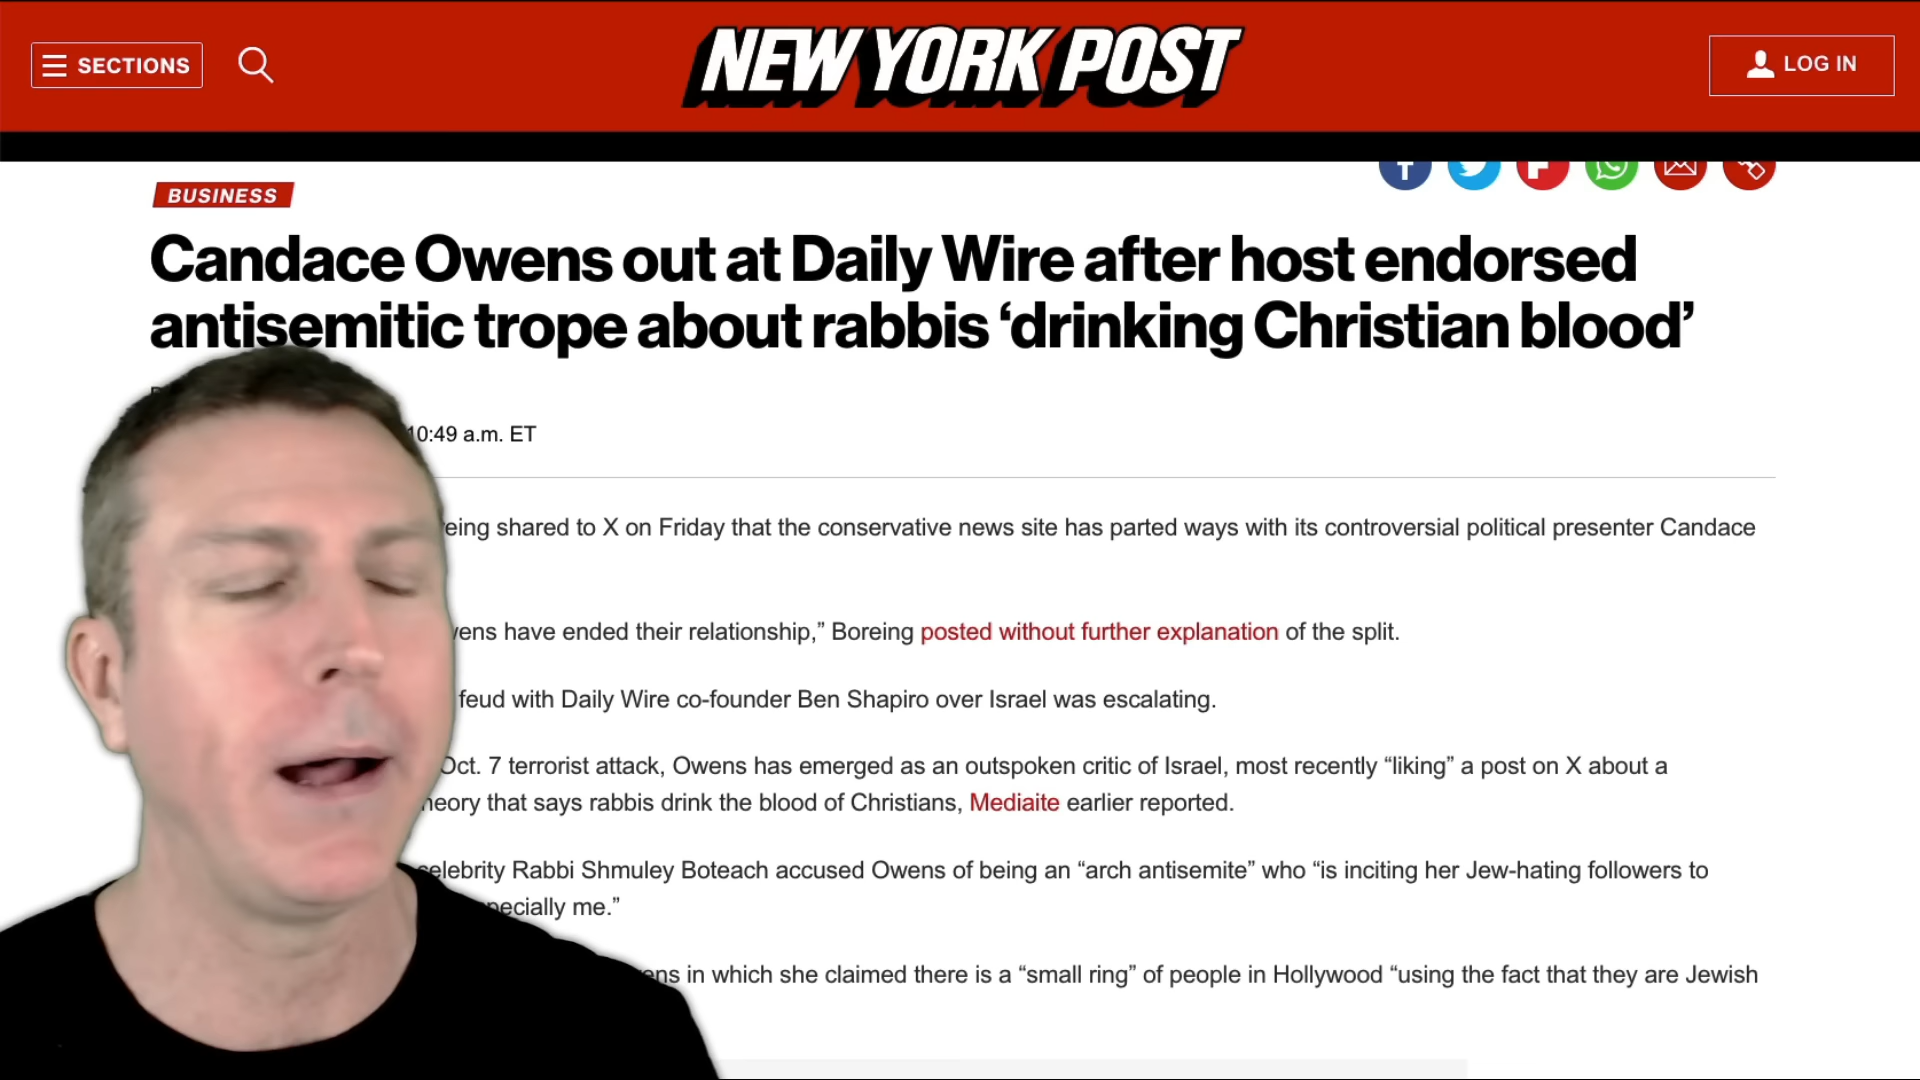 SECTIONS
NEW YORK POST
LOG IN
BUSINESS
Candace Owens out at Daily Wire after host endorsed
antisemitic trope about rabbis ‘drinking Christian blood’
10:49 a.m. ET
eing shared to X on Friday that the conservative news site has parted ways with its controversial political presenter Candace
ens have ended their relationship,” Boreing posted without further explanation of the split.
feud with Daily Wire co-founder Ben Shapiro over Israel was escalating.
Oct. 7 terrorist attack, Owens has emerged as an outspoken critic of Israel, most recently “liking” a post on X about a
eory that says rabbis drink the blood of Christians, Mediaite earlier reported.
celebrity Rabbi Shmuley Boteach accused Owens of being an “arch antisemite” who “is inciting her Jew-hating followers to
pecially me.”
ens in which she claimed there is a “small ring” of people in Hollywood “using the fact that they are Jewish